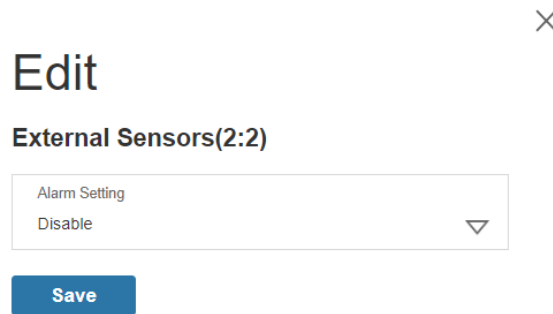 Edit
External Sensors(2:2)
Alarm Setting
Disable
Save